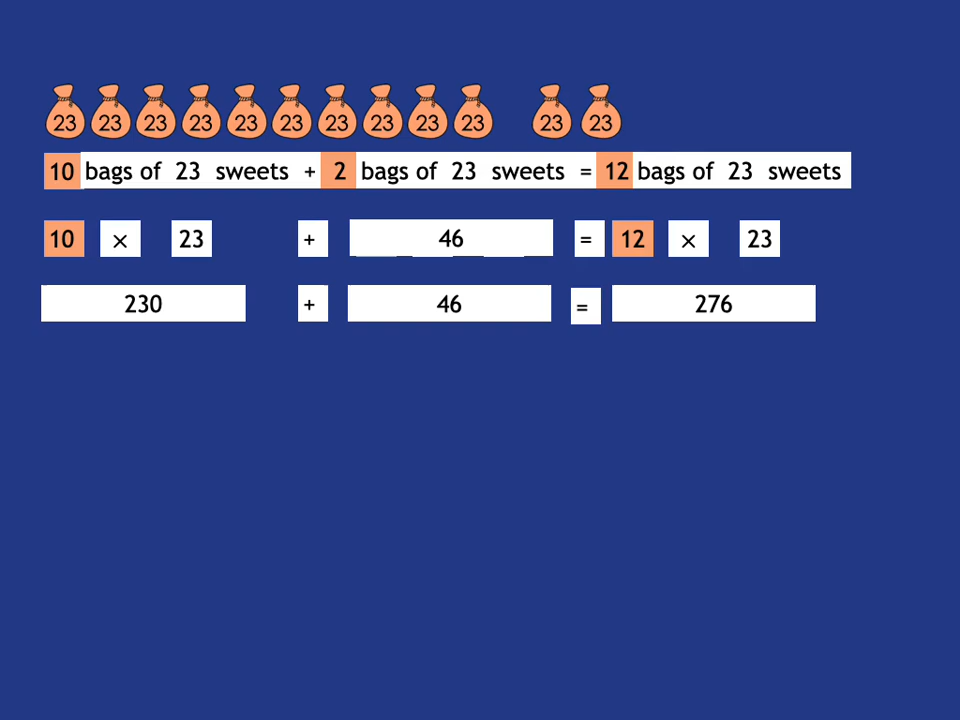 23 23 23 23 23 23 23 23 23 23 23 23
10 bags of 23 sweets + 2 bags of 23 sweets = 12 bags of 23 sweets
10 × 23 + 46 = 12 × 23
230 + 46 = 276